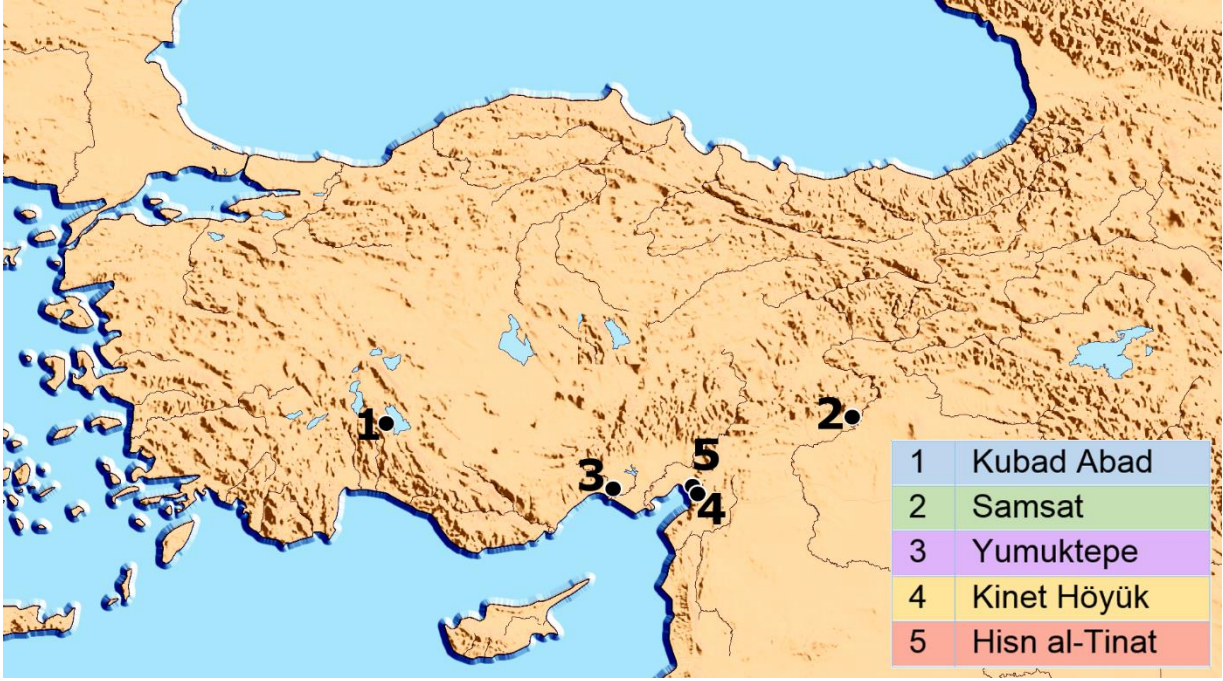 1
2
3
5
4
1 Kubad Abad
2 Samsat
3 Yumuktepe
4 Kinet Höyük
5 Hisn al-Tinat